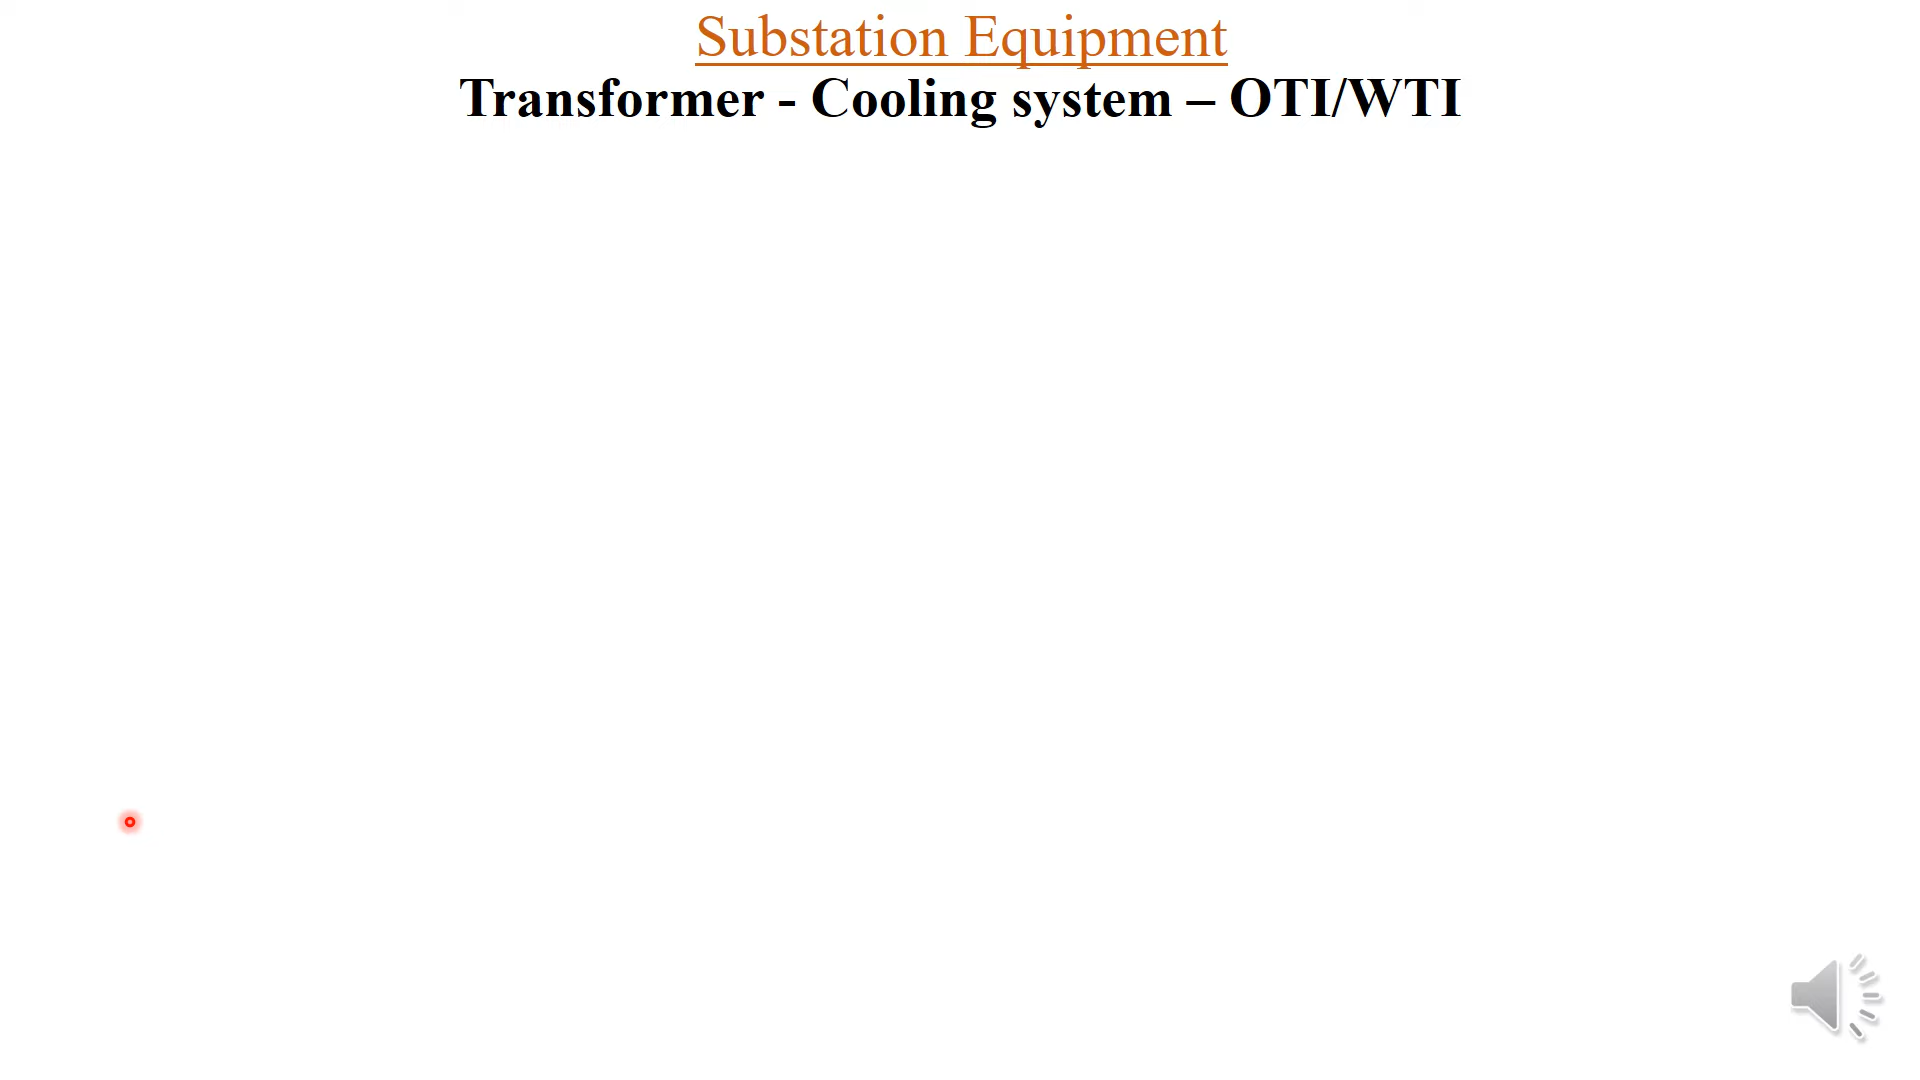 Substation Equipment
Transformer - Cooling system – OTI/WTI